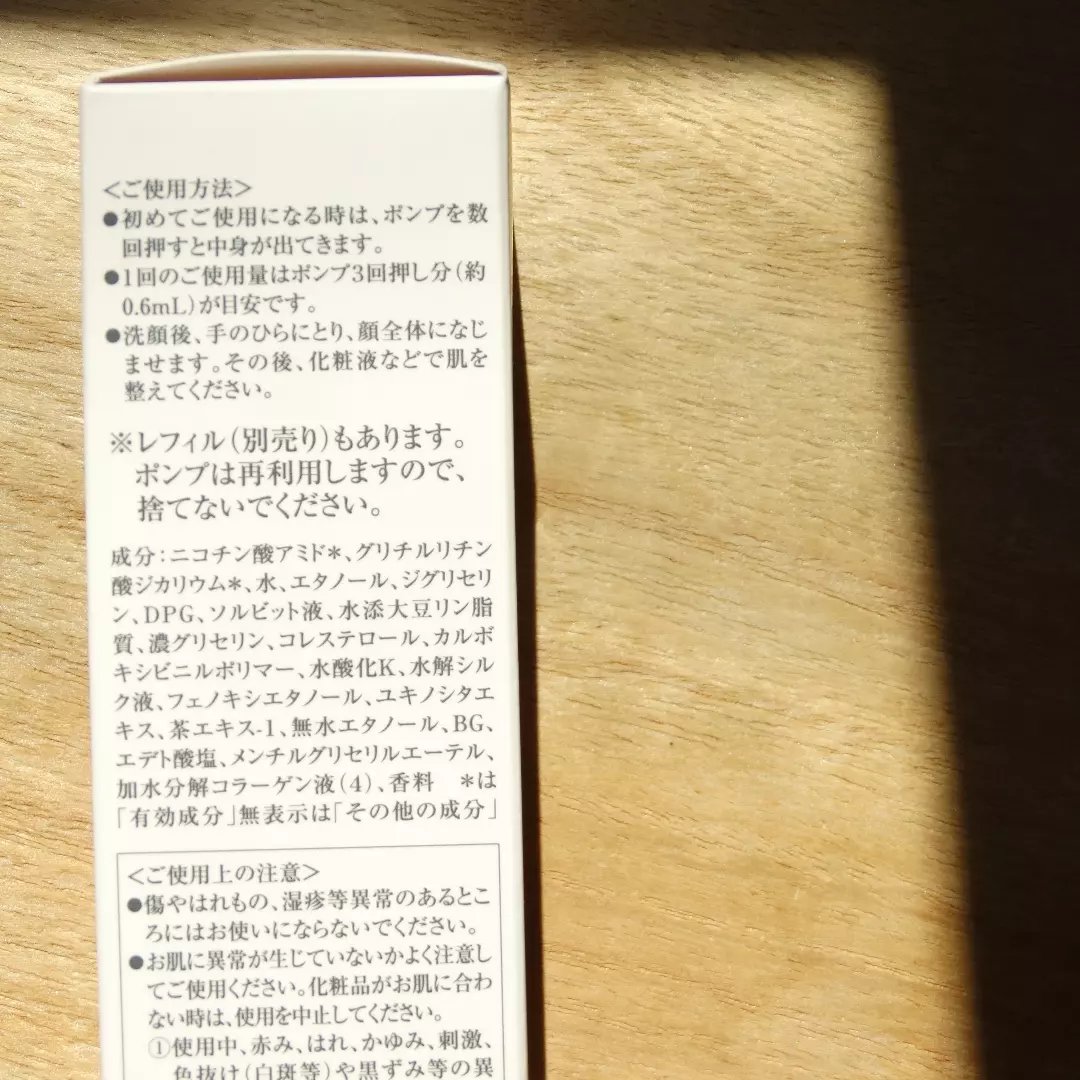 ＜ご使用方法＞
●初めてご使用になる時は、ポンプを数
回押すと中身が出てきます。
●1回のご使用量はポンプ3回押し分（約
0.6mL）が目安です。
●洗顔後、手のひらにとり、顔全体になじ
ませます。その後、化粧液などで肌を
整えてください。
※レフィル（別売り）もあります。
ポンプは再利用しますので、
捨てないでください。
成分：ニコチン酸アミド＊、グリチルリチン
酸ジカリウム＊、水、エタノール、ジグリセリ
ン、DPG、ソルビット液、水添大豆リン脂
質、濃グリセリン、コレステロール、カルボ
キシビニルポリマー、水酸化K、水解シル
ク液、フェノキシエタノール、ユキノシタエ
キス、茶エキス-1、無水エタノール、BG、
エデト酸塩、メンチルグリセリルエーテル、
加水分解コラーゲン液（4）、香料　＊は
「有効成分」無表示は「その他の成分」
＜ご使用上の注意＞
●傷やはれもの、湿疹等異常のあるとこ
ろにはお使いにならないでください。
●お肌に異常が生じていないかよく注意し
てご使用ください。化粧品がお肌に合わ
ない時は、使用を中止してください。
①使用中、赤み、はれ、かゆみ、刺激、
色抜け（白斑等）や黒ずみ等の異